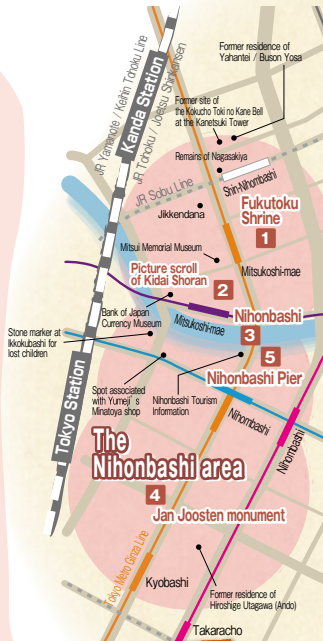 Former residence of
Yahantei / Buson Yosa
JR Yamanote / Keihin Tohoku Line
Kanda Station
JR Tohoku / Joetsu Shinkansen
Former site of
the Kokucho Toki no Kane Bell
at the Kanetsuki Tower
Remains of Nagasakiya
Shin-Nihombashi
JR Sobu Line
Jikkendana
Fukutoku
Shrine
1
Mitsui Memorial Museum
Mitsukoshi-mae
Picture scroll
of Kidai Shoran
2
Bank of Japan
Currency Museum
Mitsukoshi-mae
Nihonbashi
3
Stone marker at
Ikkokubashi for
lost children
5
Nihonbashi Pier
Spot associated
with Yumeji's
Minatoya shop
Nihonbashi Tourism
Information
Nihombashi
Nihombashi
Tokyo Station
The
Nihonbashi area
4
Jan Joosten monument
Tokyo Metro Ginza Line
Kyobashi
Former residence of
Hiroshige Utagawa (Ando)
Takaracho